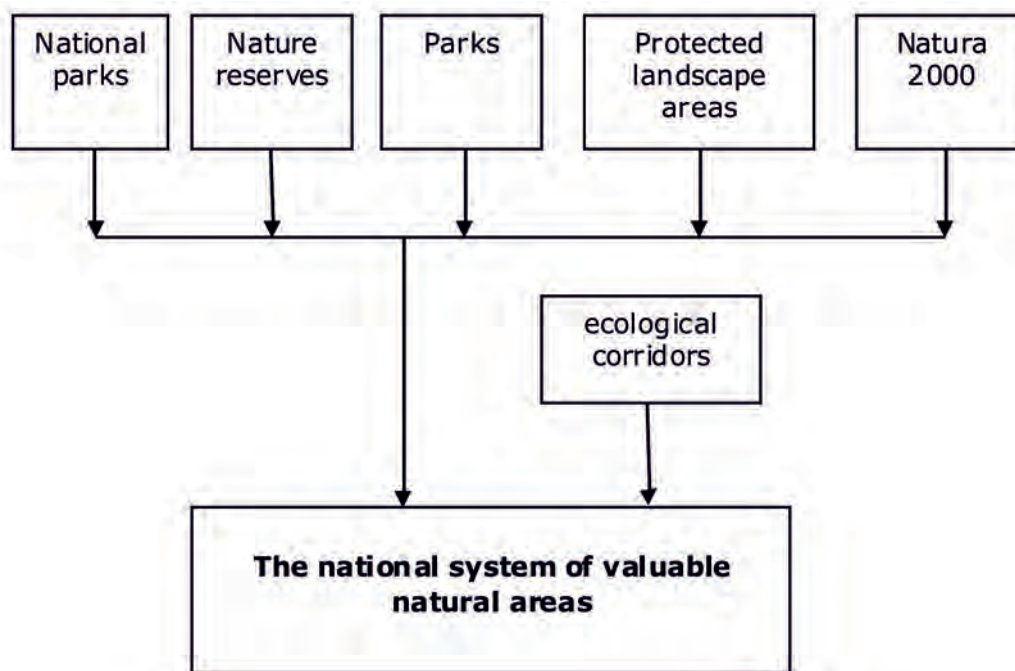 National
parks
Nature
reserves
Parks
Protected
landscape
areas
Natura
2000
ecological
corridors
The national system of valuable
natural areas